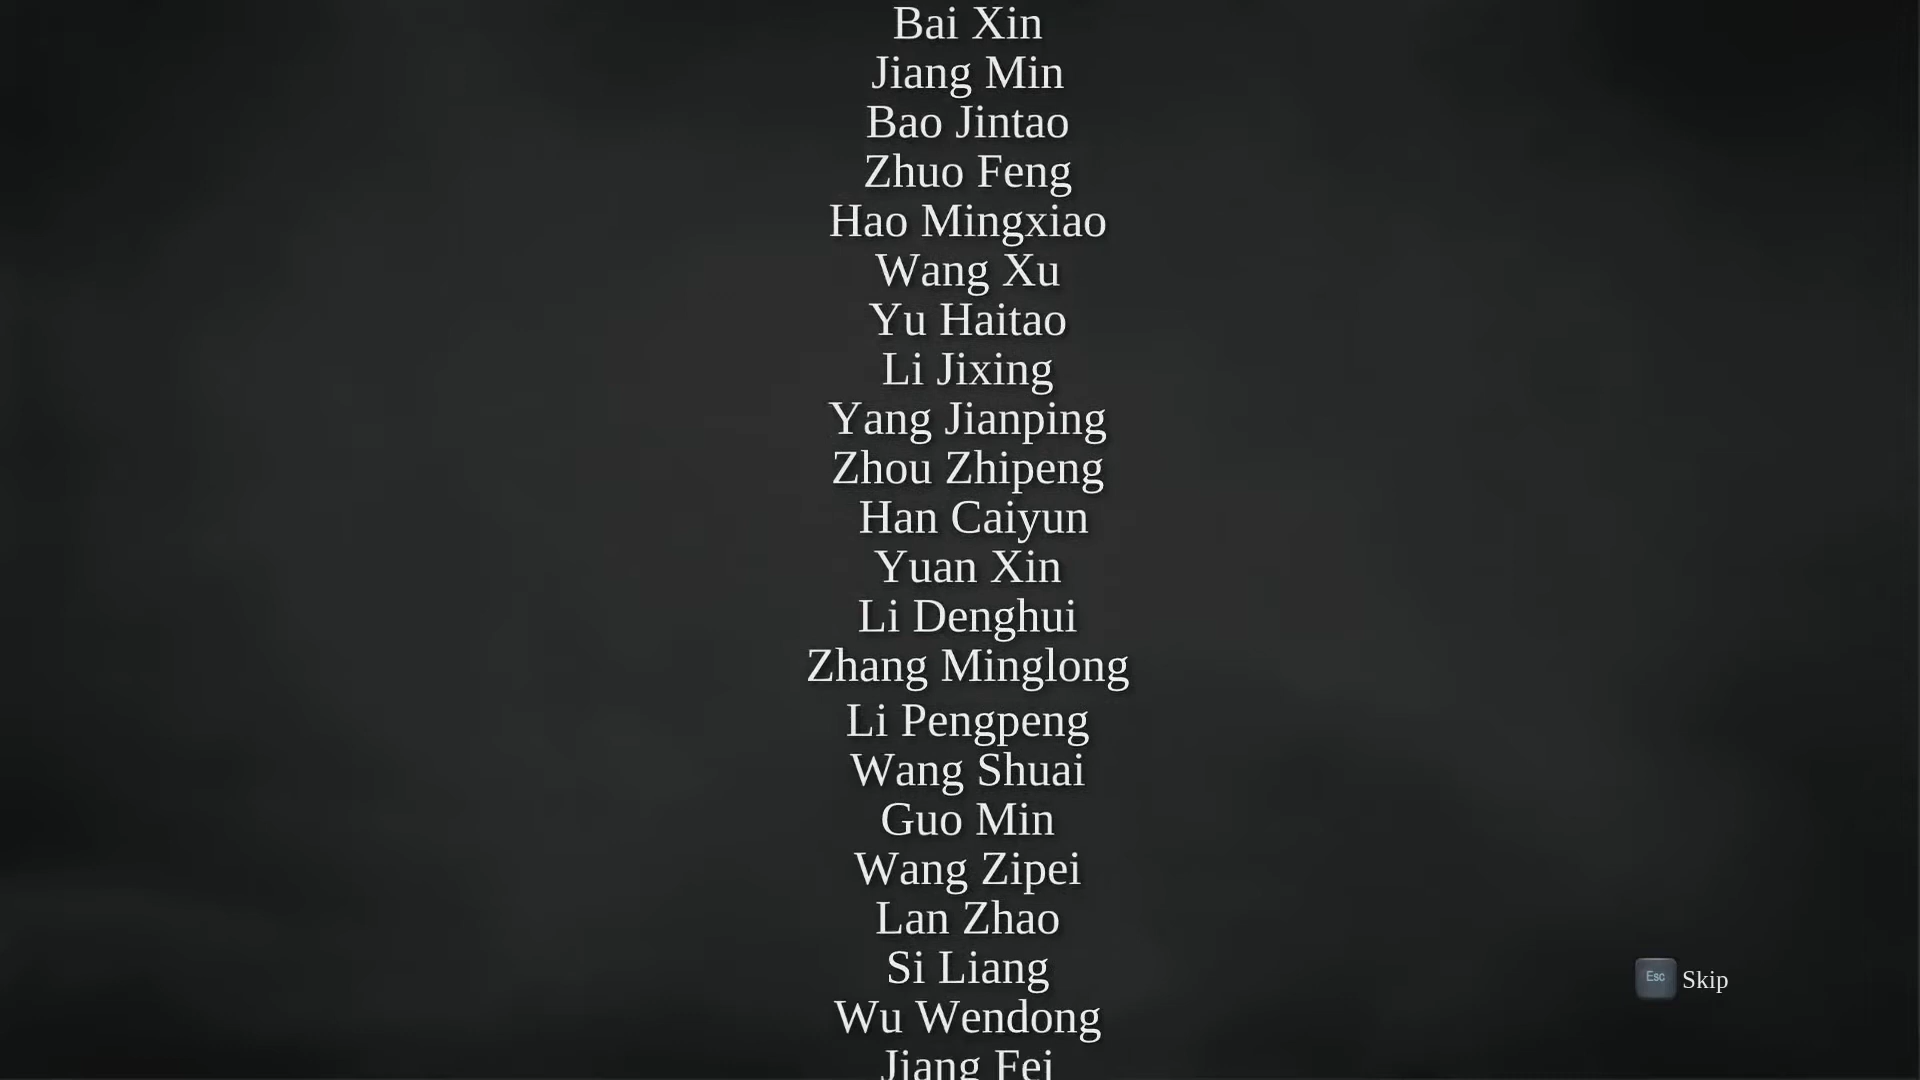 Bai Xin
Jiang Min
Bao Jintao
Zhuo Feng
Hao Mingxiao
Wang Xu
Yu Haitao
Li Jixing
Yang Jianping
Zhou Zhipeng
Han Caiyun
Yuan Xin
Li Denghui
Zhang Minglong
Li Pengpeng
Wang Shuai
Guo Min
Wang Zipei
Lan Zhao
Si Liang
Esc Skip
Wu Wendong
Jiang Fei